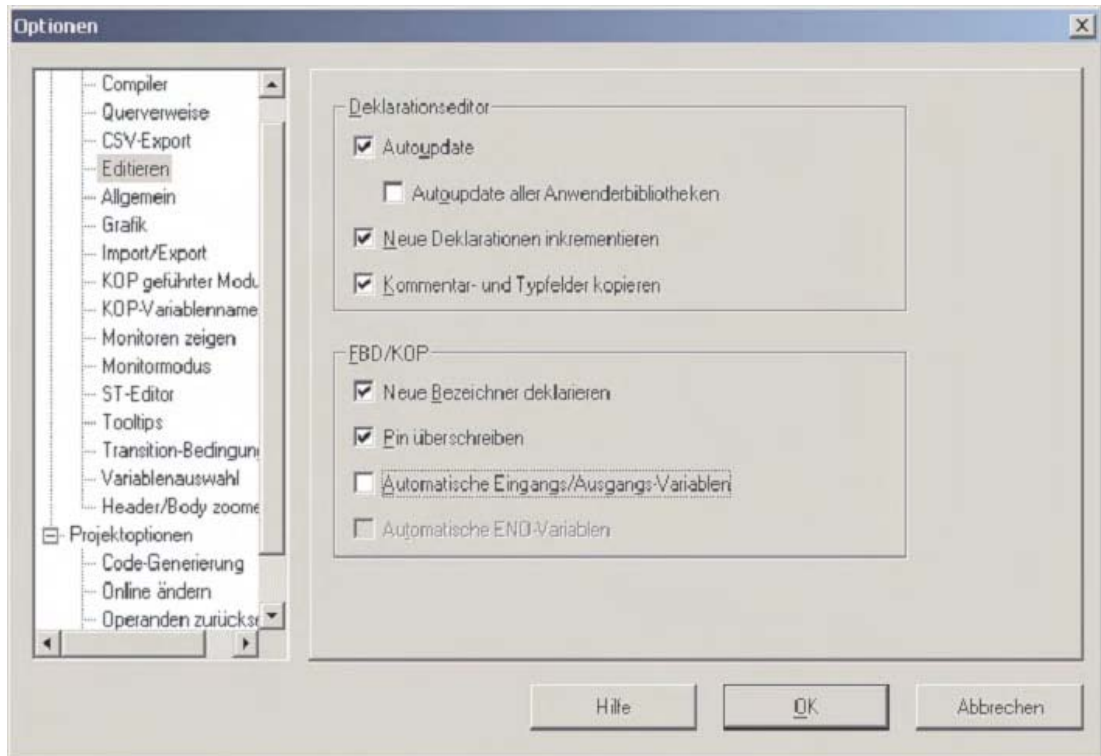 Optionen
Compiler
Querverweise
CSV-Export
Editieren
Allgemein
Grafik
Import/Export
KOP geführter Modu
KOP-Variablenname
Monitoren zeigen
Monitormodus
ST-Editor
Tooltips
Transition-Bedingun
Variablenauswahl
Header/Body zoome
Projektoptionen
Code-Generierung
Online ändern
Operanden zurückse
Deklarationseditor
Autoupdate
Autoupdate aller Anwenderbibliotheken
Neue Deklarationen inkrementieren
Kommentar- und Typfelder kopieren
FBD/KOP
Neue Bezeichner deklarieren
Pin überschreiben
Automatische Eingangs/Ausgangs-Variablen
Automatische ENO-Variablen
Hilfe
OK
Abbrechen